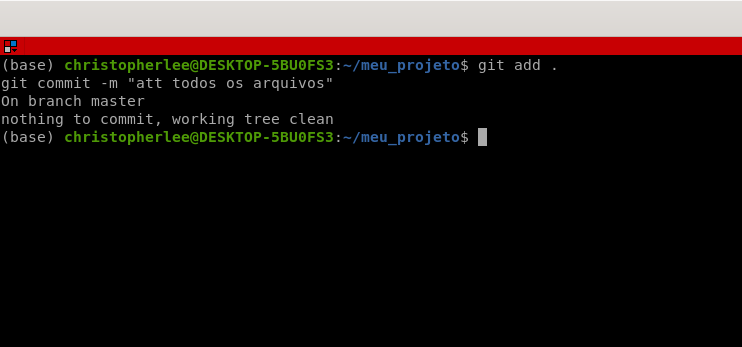 (base) christopherlee@DESKTOP-5BU0FS3:~/meu_projeto$ git add .
git commit -m "att todos os arquivos"
On branch master
nothing to commit, working tree clean
(base) christopherlee@DESKTOP-5BU0FS3:~/meu_projeto$